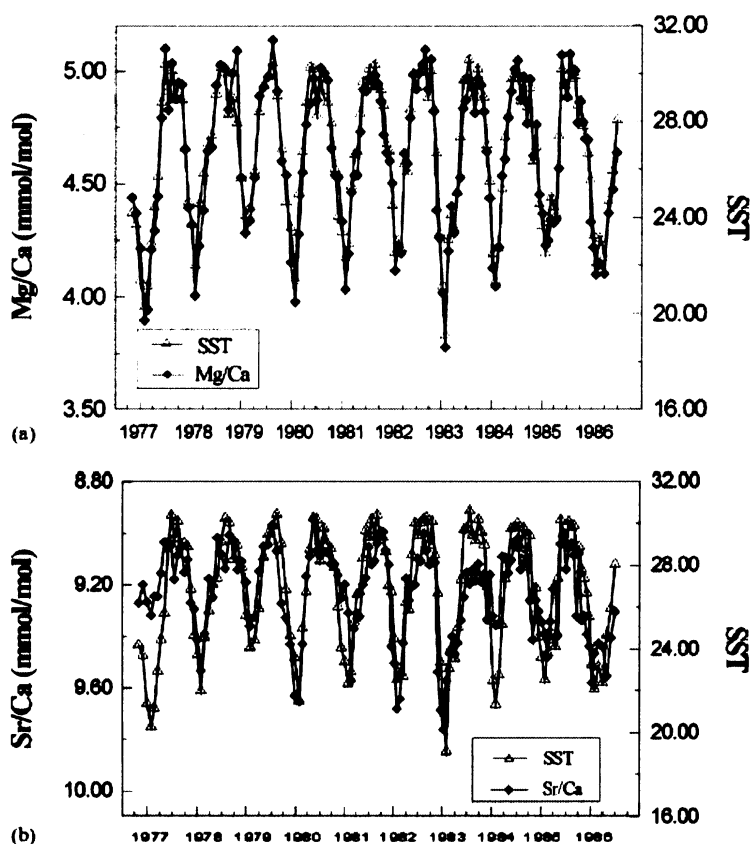 32.00
5.00
28.00
4.50
24.00
4.00
20.00
3.50
16.00
Mg/Ca (mmol/mol)
SST
SST
Mg/Ca
(a)
1977 1978 1979 1980 1981 1982 1983 1984 1985 1986
8.80
32.00
9.20
28.00
9.60
24.00
10.00
20.00
16.00
Sr/Ca (mmol/mol)
SST
SST
Sr/Ca
(b)
1977 1978 1979 1980 1981 1982 1983 1984 1985 1986